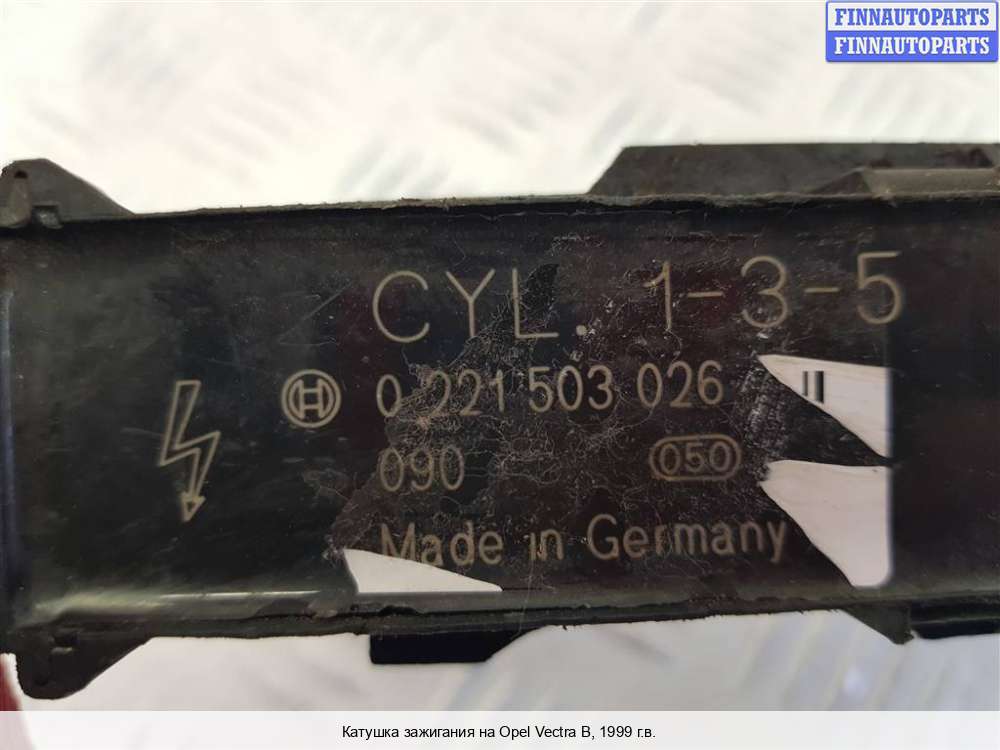 FINNAUTOPARTS
FINNAUTOPARTS
CYL. 1-3-5
0 221 503 026
090 050
Made in Germany
Катушка зажигания на Opel Vectra B, 1999 г.в.